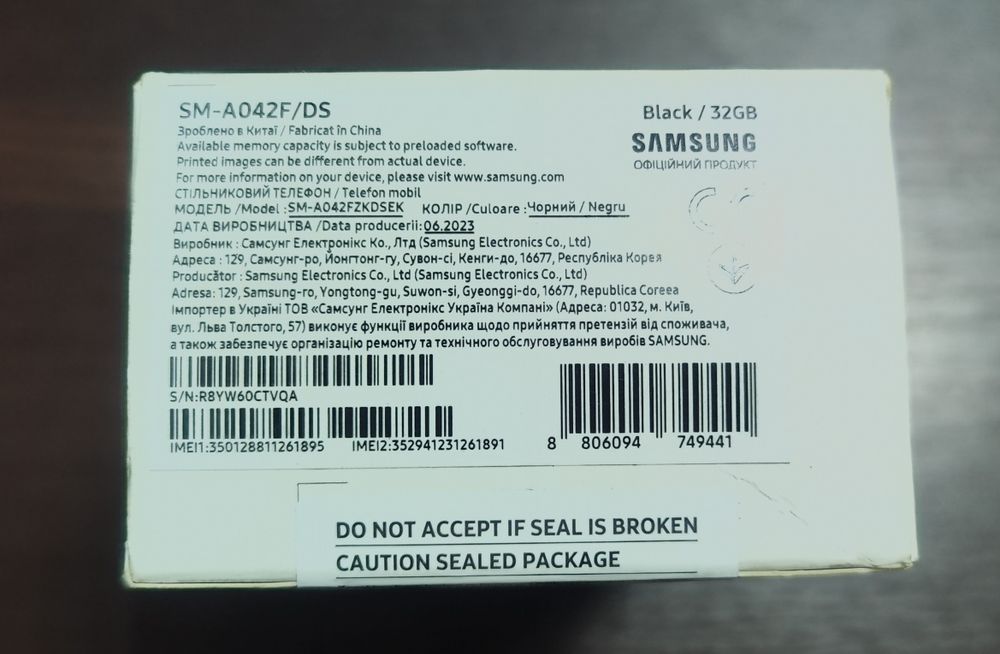 SM-A042F/DS
Зроблено в Китаї / Fabricat în China
Available memory capacity is subject to preloaded software.
Printed images can be different from actual device.
For more information on your device, please visit www.samsung.com
СТІЛЬНИКОВИЙ ТЕЛЕФОН / Telefon mobil
МОДЕЛЬ /Model :SM-A042FZKDSEK КОЛІР /Culoare :Чорний / Negru
ДАТА ВИРОБНИЦТВА /Data producerii:06.2023
Виробник : Самсунг Електронікс Ко., Лтд (Samsung Electronics Co., Ltd)
Адреса : 129, Самсунг-ро, Йонгтонг-гу, Сувон-сі, Кенги-до, 16677, Республіка Корея
Producător : Samsung Electronics Co., Ltd (Samsung Electronics Co., Ltd)
Adresa: 129, Samsung-ro, Yongtong-gu, Suwon-si, Gyeonggi-do, 16677, Republica Coreea
Імпортер в Україні ТОВ «Самсунг Електронікс Україна Компані» (Адреса: 01032, м. Київ,
вул. Льва Толстого, 57) виконує функції виробника щодо прийняття претензій від споживача,
а також забезпечує організацію ремонту та технічного обслуговування виробів SAMSUNG.
Black / 32GB
SAMSUNG
ОФІЦІЙНИЙ ПРОДУКТ
S/N:R8YW60CTVQA
IMEI1:350128811261895 IMEI2:352941231261891
8 806094 749441
DO NOT ACCEPT IF SEAL IS BROKEN
CAUTION SEALED PACKAGE